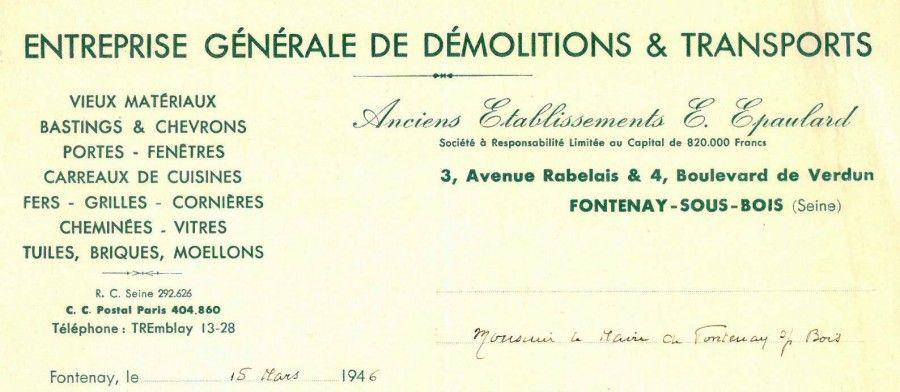 ENTREPRISE GÉNÉRALE DE DÉMOLITIONS & TRANSPORTS
VIEUX MATÉRIAUX
BASTINGS & CHEVRONS
PORTES - FENÊTRES
CARREAUX DE CUISINES
FERS - GRILLES - CORNIÈRES
CHEMINÉES - VITRES
TUILES, BRIQUES, MOELLONS
R. C. Seine 292.626
C. C. Postal Paris 404.860
Téléphone : TREmblay 13-28
Anciens Etablissements E. Epaulard
Société à Responsabilité Limitée au Capital de 820.000 Francs
3, Avenue Rabelais & 4, Boulevard de Verdun
FONTENAY-SOUS-BOIS (Seine)
Monsieur le Maire de Fontenay s/ Bois
Fontenay, le 15 Mars 1946